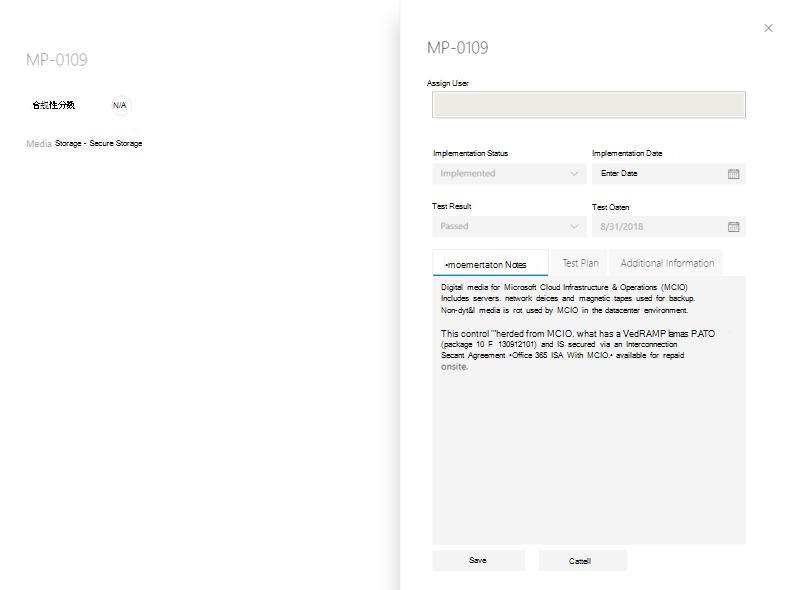 MP-0109
合规性分数 N/A
Media Storage - Secure Storage
MP-0109
Assign User
Implementation Status
Implementation Date
Implemented
Enter Date
Test Result
Test Oaten
Passed
8/31/2018
•moemertaton Notes
Test Plan
Additional Information
Digital media for Microsoft Cloud Infrastructure & Operations (MCIO)
Includes servers. network deices and magnetic tapes used for backup.
Non-dyt&l media is rot used by MCIO in the datacenter environment.
This control "'herded from MCIO. what has a VedRAMP lamas P.ATO
(package 10 F 130912101) and IS secured via an Interconnection
Secant Agreement •Office 365 ISA With MCIO.• available for repaid
onsite.
Save
Cattell